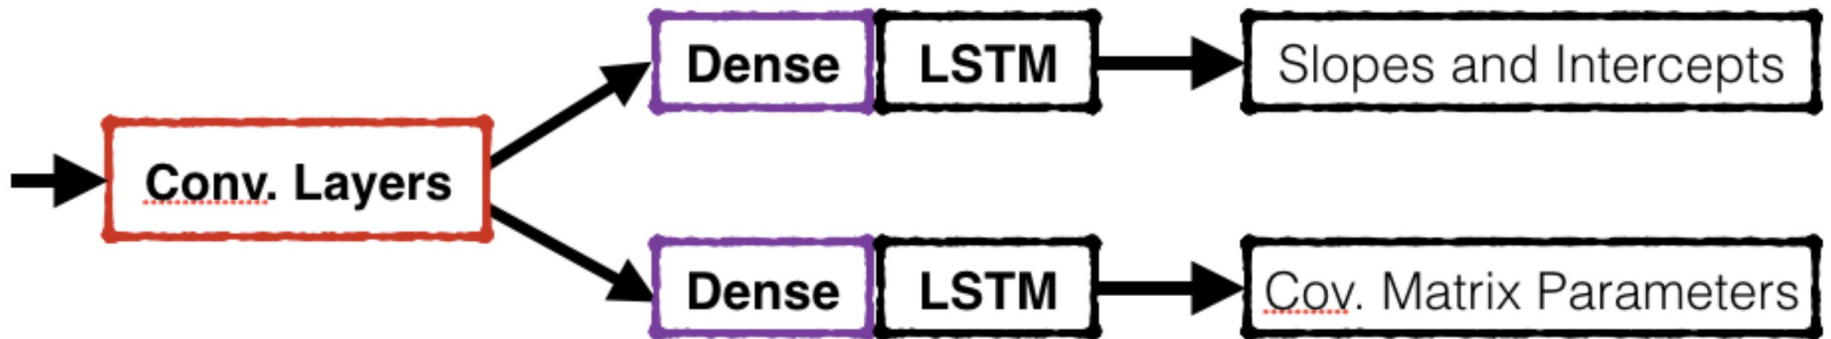 Dense LSTM Slopes and Intercepts
Conv. Layers
Dense LSTM Cov. Matrix Parameters